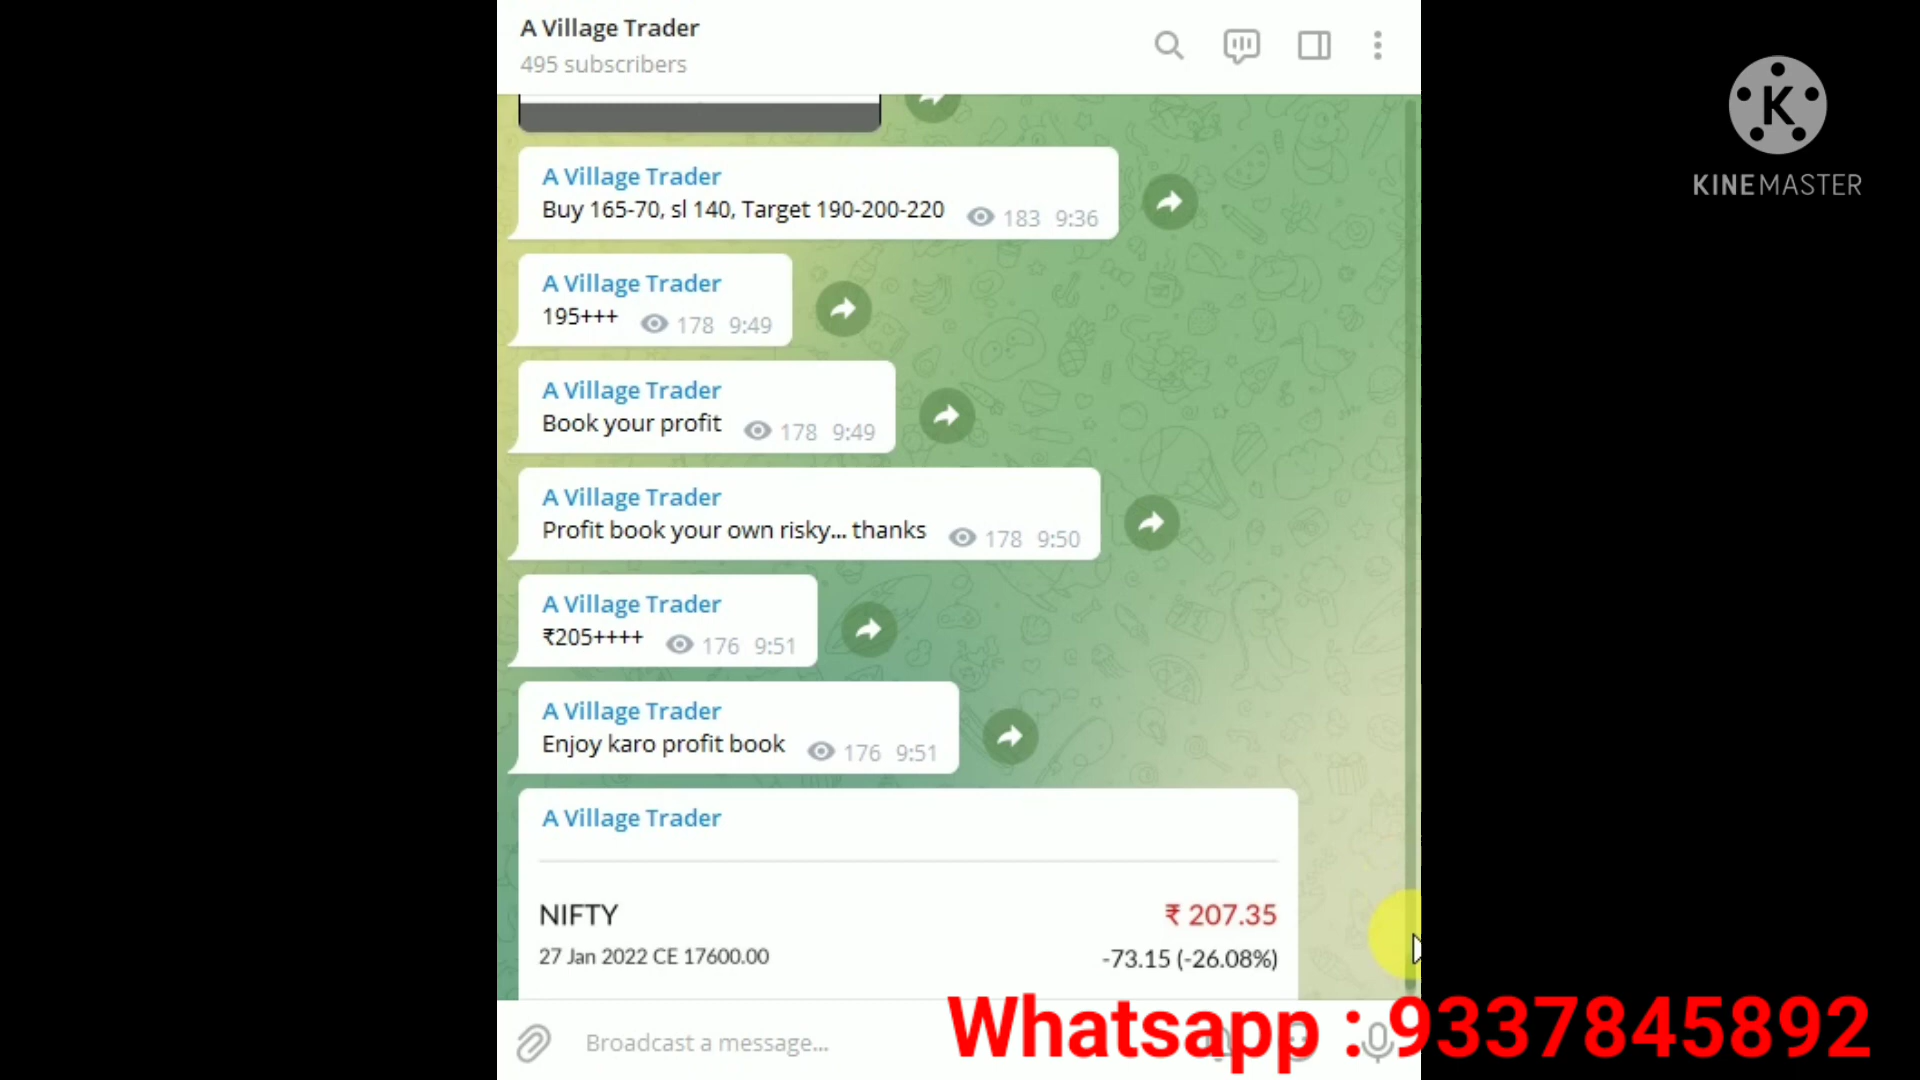 A Village Trader
495 subscribers
K
KINEMASTER
A Village Trader
Buy 165-70, sl 140, Target 190-200-220 183 9:36
A Village Trader
195+++ 178 9:49
A Village Trader
Book your profit 178 9:49
A Village Trader
Profit book your own risky... thanks 178 9:50
A Village Trader
₹205++++ 176 9:51
A Village Trader
Enjoy karo profit book 176 9:51
A Village Trader
NIFTY ₹ 207.35
27 Jan 2022 CE 17600.00 -73.15 (-26.08%)
Broadcast a message...
Whatsapp : 9337845892